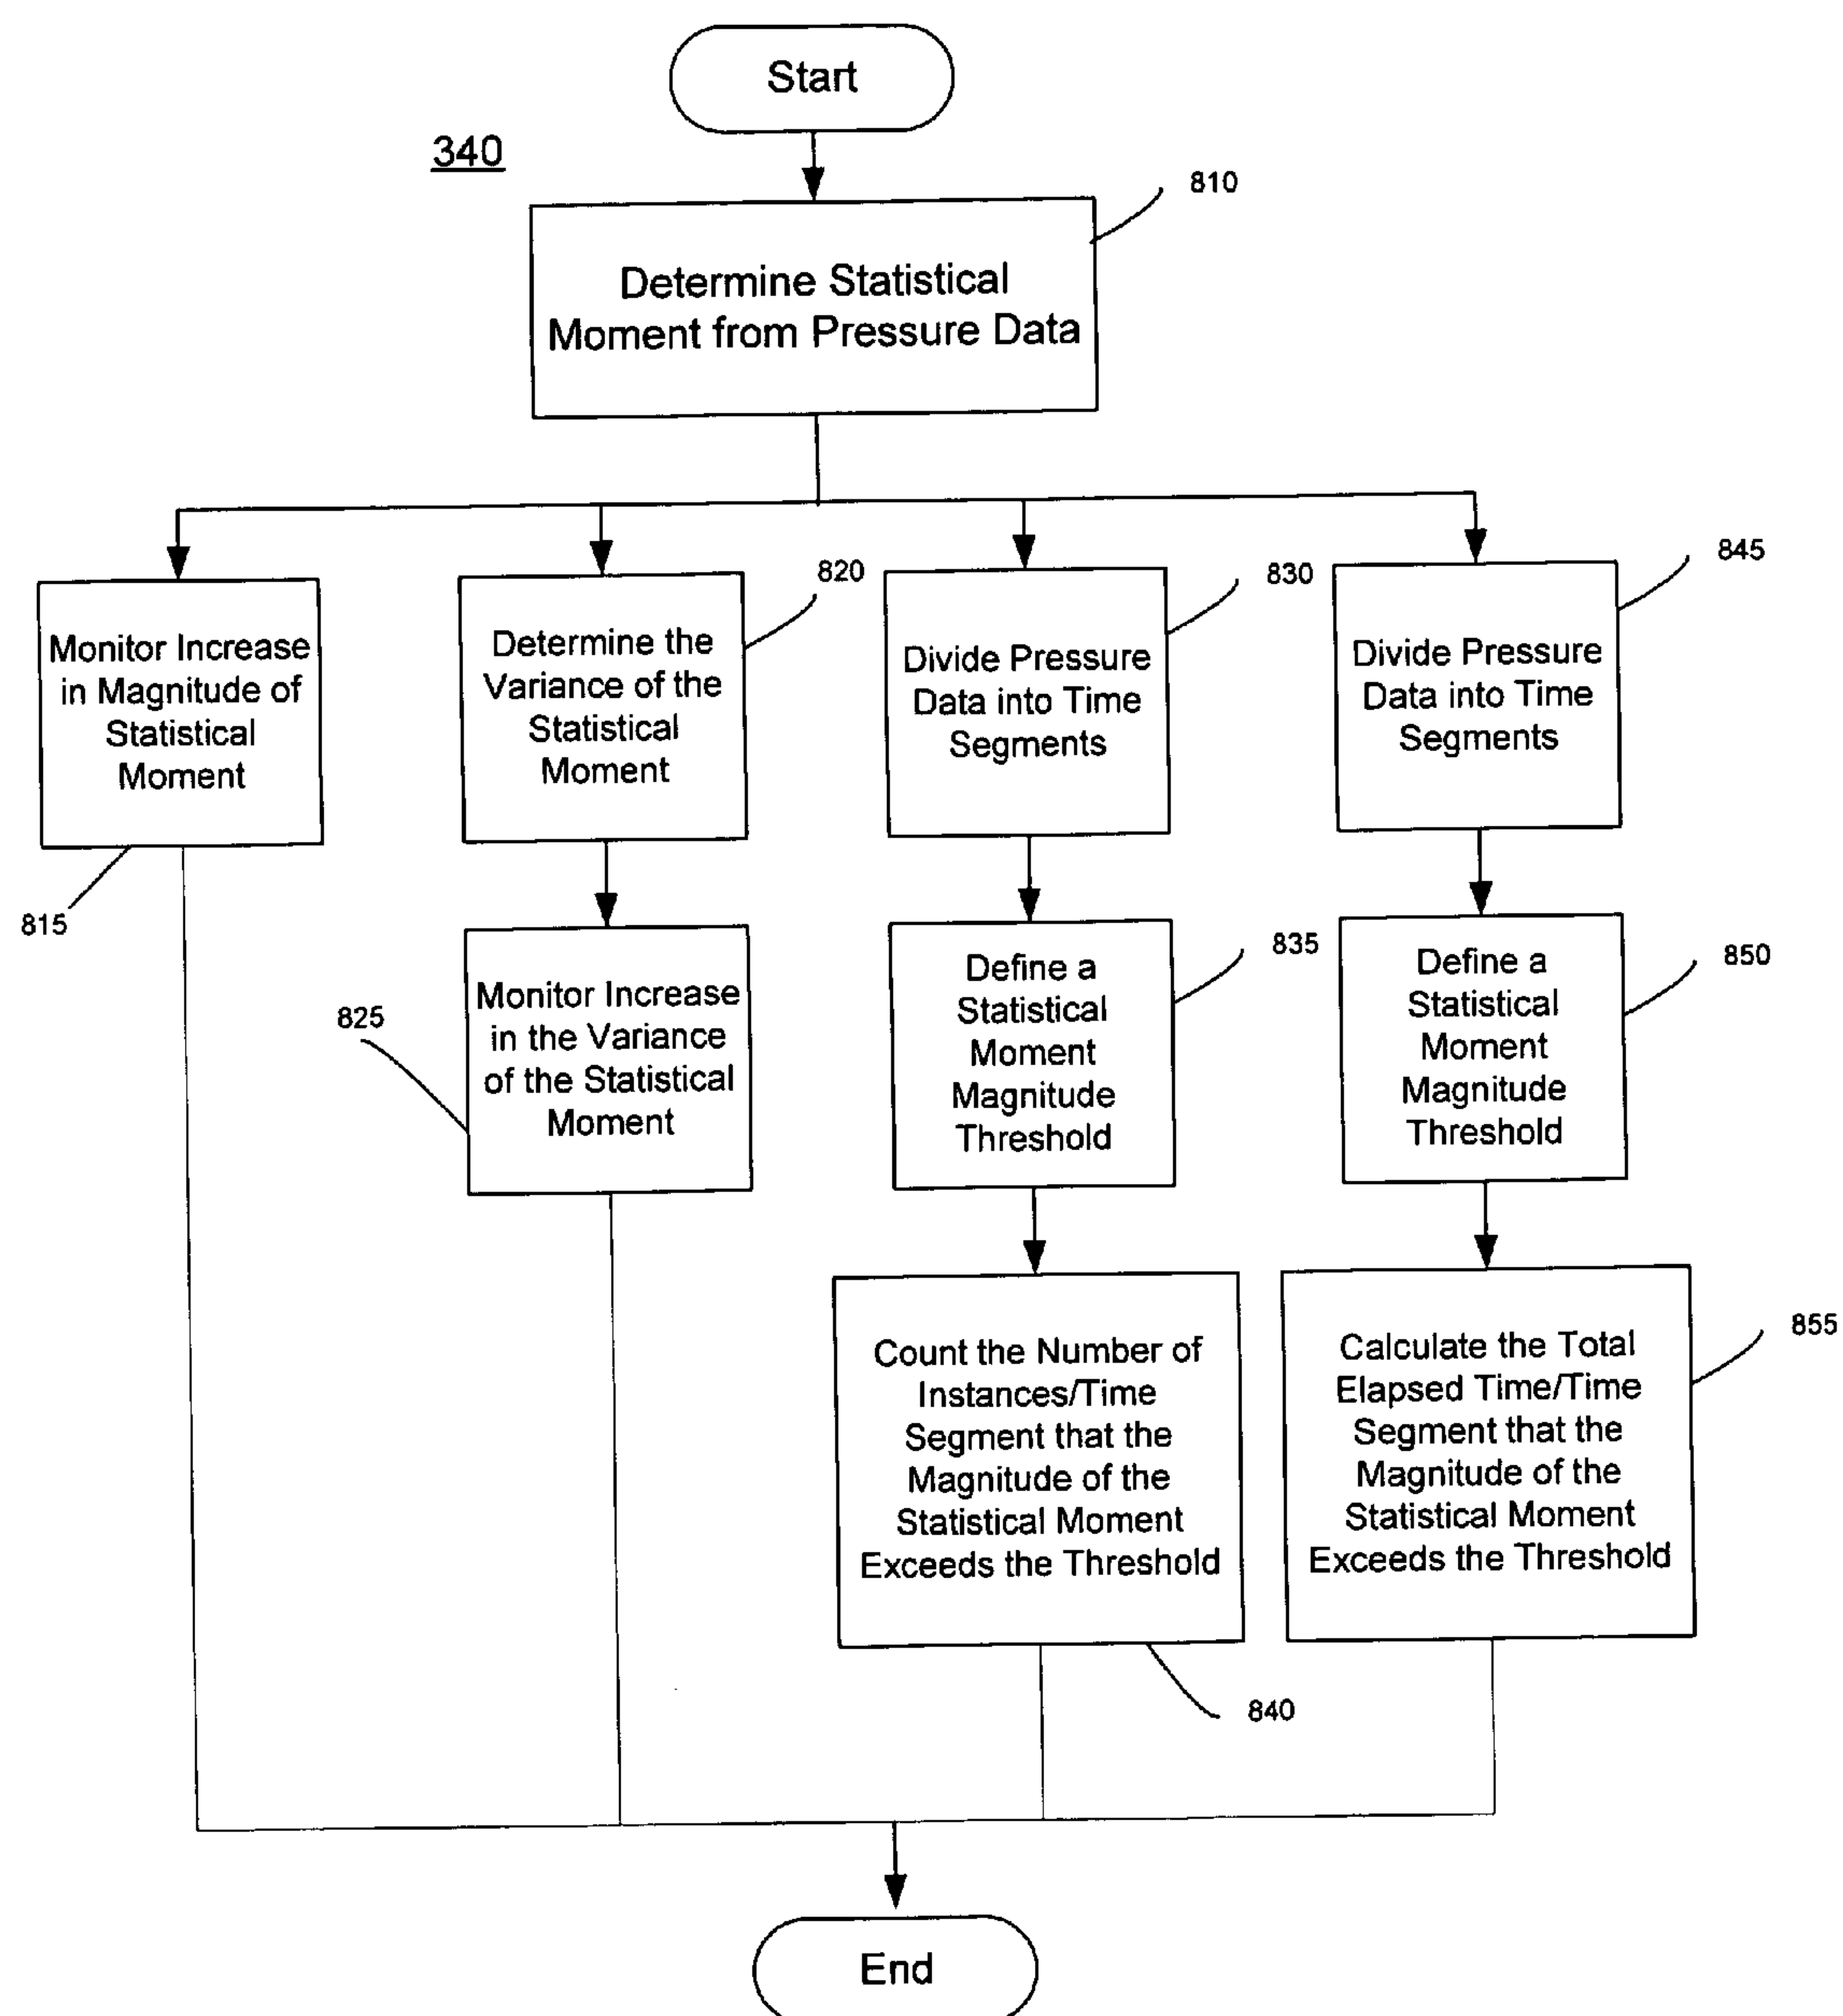 Start
340
810
Determine Statistical
Moment from Pressure Data
Monitor Increase
in Magnitude of
Statistical
Moment
815
820
Determine the
Variance of the
Statistical
Moment
825
Monitor Increase
in the Variance
of the Statistical
Moment
830
Divide Pressure
Data into Time
Segments
835
Define a
Statistical
Moment
Magnitude
Threshold
Count the Number of
Instances/Time
Segment that the
Magnitude of the
Statistical Moment
Exceeds the Threshold
840
845
Divide Pressure
Data into Time
Segments
850
Define a
Statistical
Moment
Magnitude
Threshold
855
Calculate the Total
Elapsed Time/Time
Segment that the
Magnitude of the
Statistical Moment
Exceeds the Threshold
End